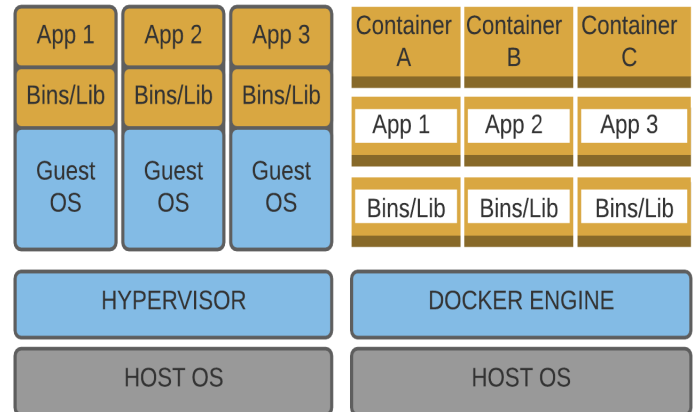 App 1
App 2
App 3
Bins/Lib
Bins/Lib
Bins/Lib
Guest
OS
Guest
OS
Guest
OS
HYPERVISOR
HOST OS
Container
A
Container
B
Container
C
App 1
App 2
App 3
Bins/Lib
Bins/Lib
Bins/Lib
DOCKER ENGINE
HOST OS